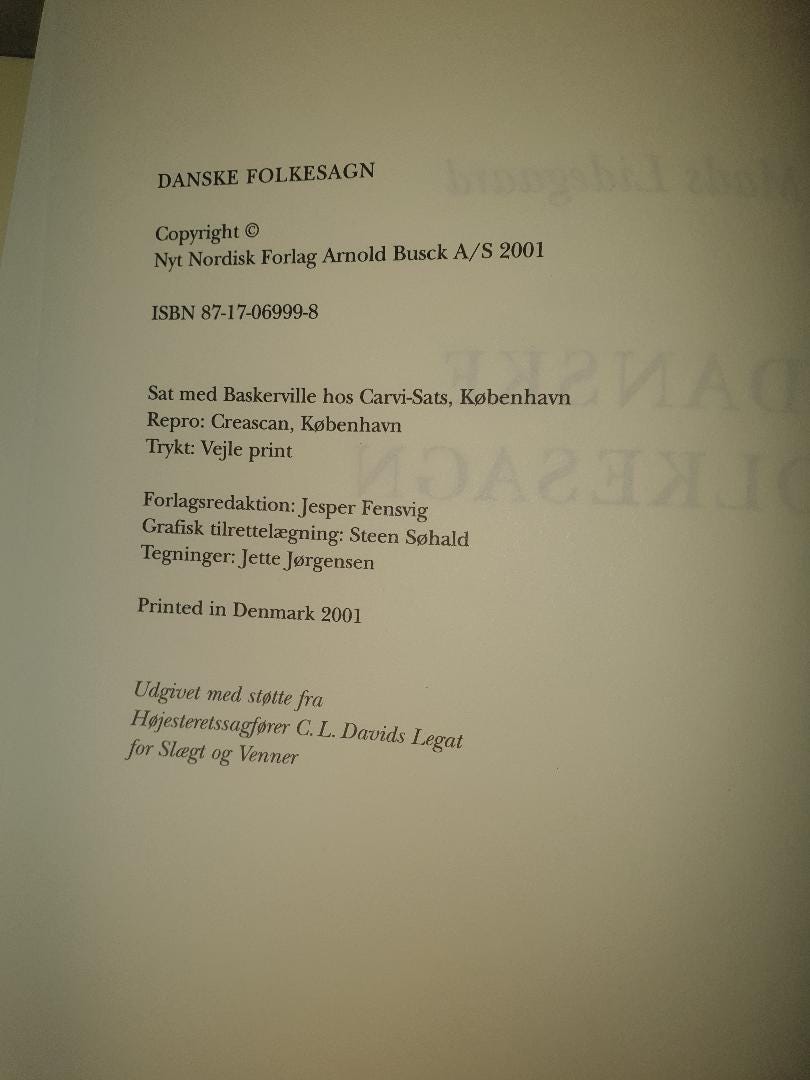 DANSKE FOLKESAGN
Copyright ©
Nyt Nordisk Forlag Arnold Busck A/S 2001
ISBN 87-17-06999-8
Sat med Baskerville hos Carvi-Sats, København
Repro: Creascan, København
Trykt: Vejle print
Forlagsredaktion: Jesper Fensvig
Grafisk tilrettelægning: Steen Søhald
Tegninger: Jette Jørgensen
Printed in Denmark 2001
Udgivet med støtte fra
Højesteretssagfører C. L. Davids Legat
for Slægt og Venner